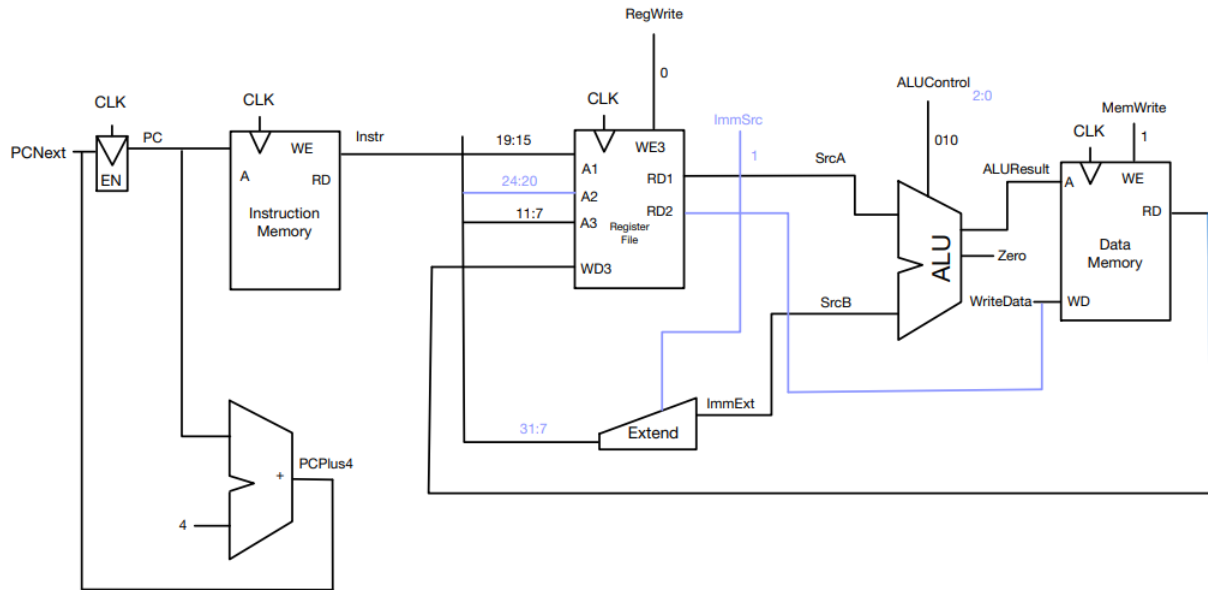 RegWrite
0
CLK
PCNext
EN
PC
CLK
WE
A
RD
Instruction
Memory
Instr
19:15
24:20
11:7
CLK
WE3
A1
RD1
A2
RD2
A3
Register
File
WD3
ImmSrc
1
SrcA
SrcB
ALUControl
2:0
010
ALU
ALUResult
Zero
WriteData
MemWrite
CLK
1
A
WE
RD
Data
Memory
WD
31:7
Extend
ImmExt
PCPlus4
+
4